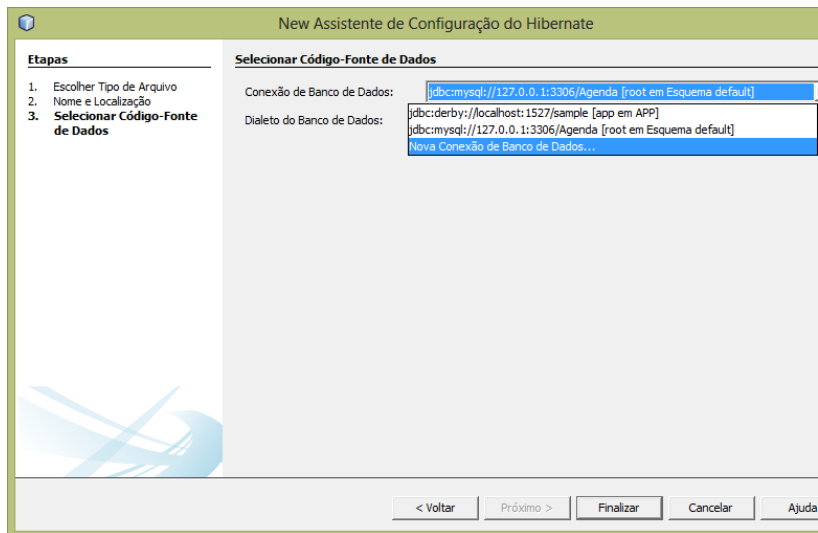 New Assistente de Configuração do Hibernate
Etapas
1. Escolher Tipo de Arquivo
2. Nome e Localização
3. Selecionar Código-Fonte
de Dados
Selecionar Código-Fonte de Dados
Conexão de Banco de Dados: jdbc:mysql://127.0.0.1:3306/Agenda [root em Esquema default]
jdbc:derby://localhost:1527/sample [app em APP]
Dialeto do Banco de Dados: jdbc:mysql://127.0.0.1:3306/Agenda [root em Esquema default]
Nova Conexão de Banco de Dados...
< Voltar Próximo > Finalizar Cancelar Ajuda